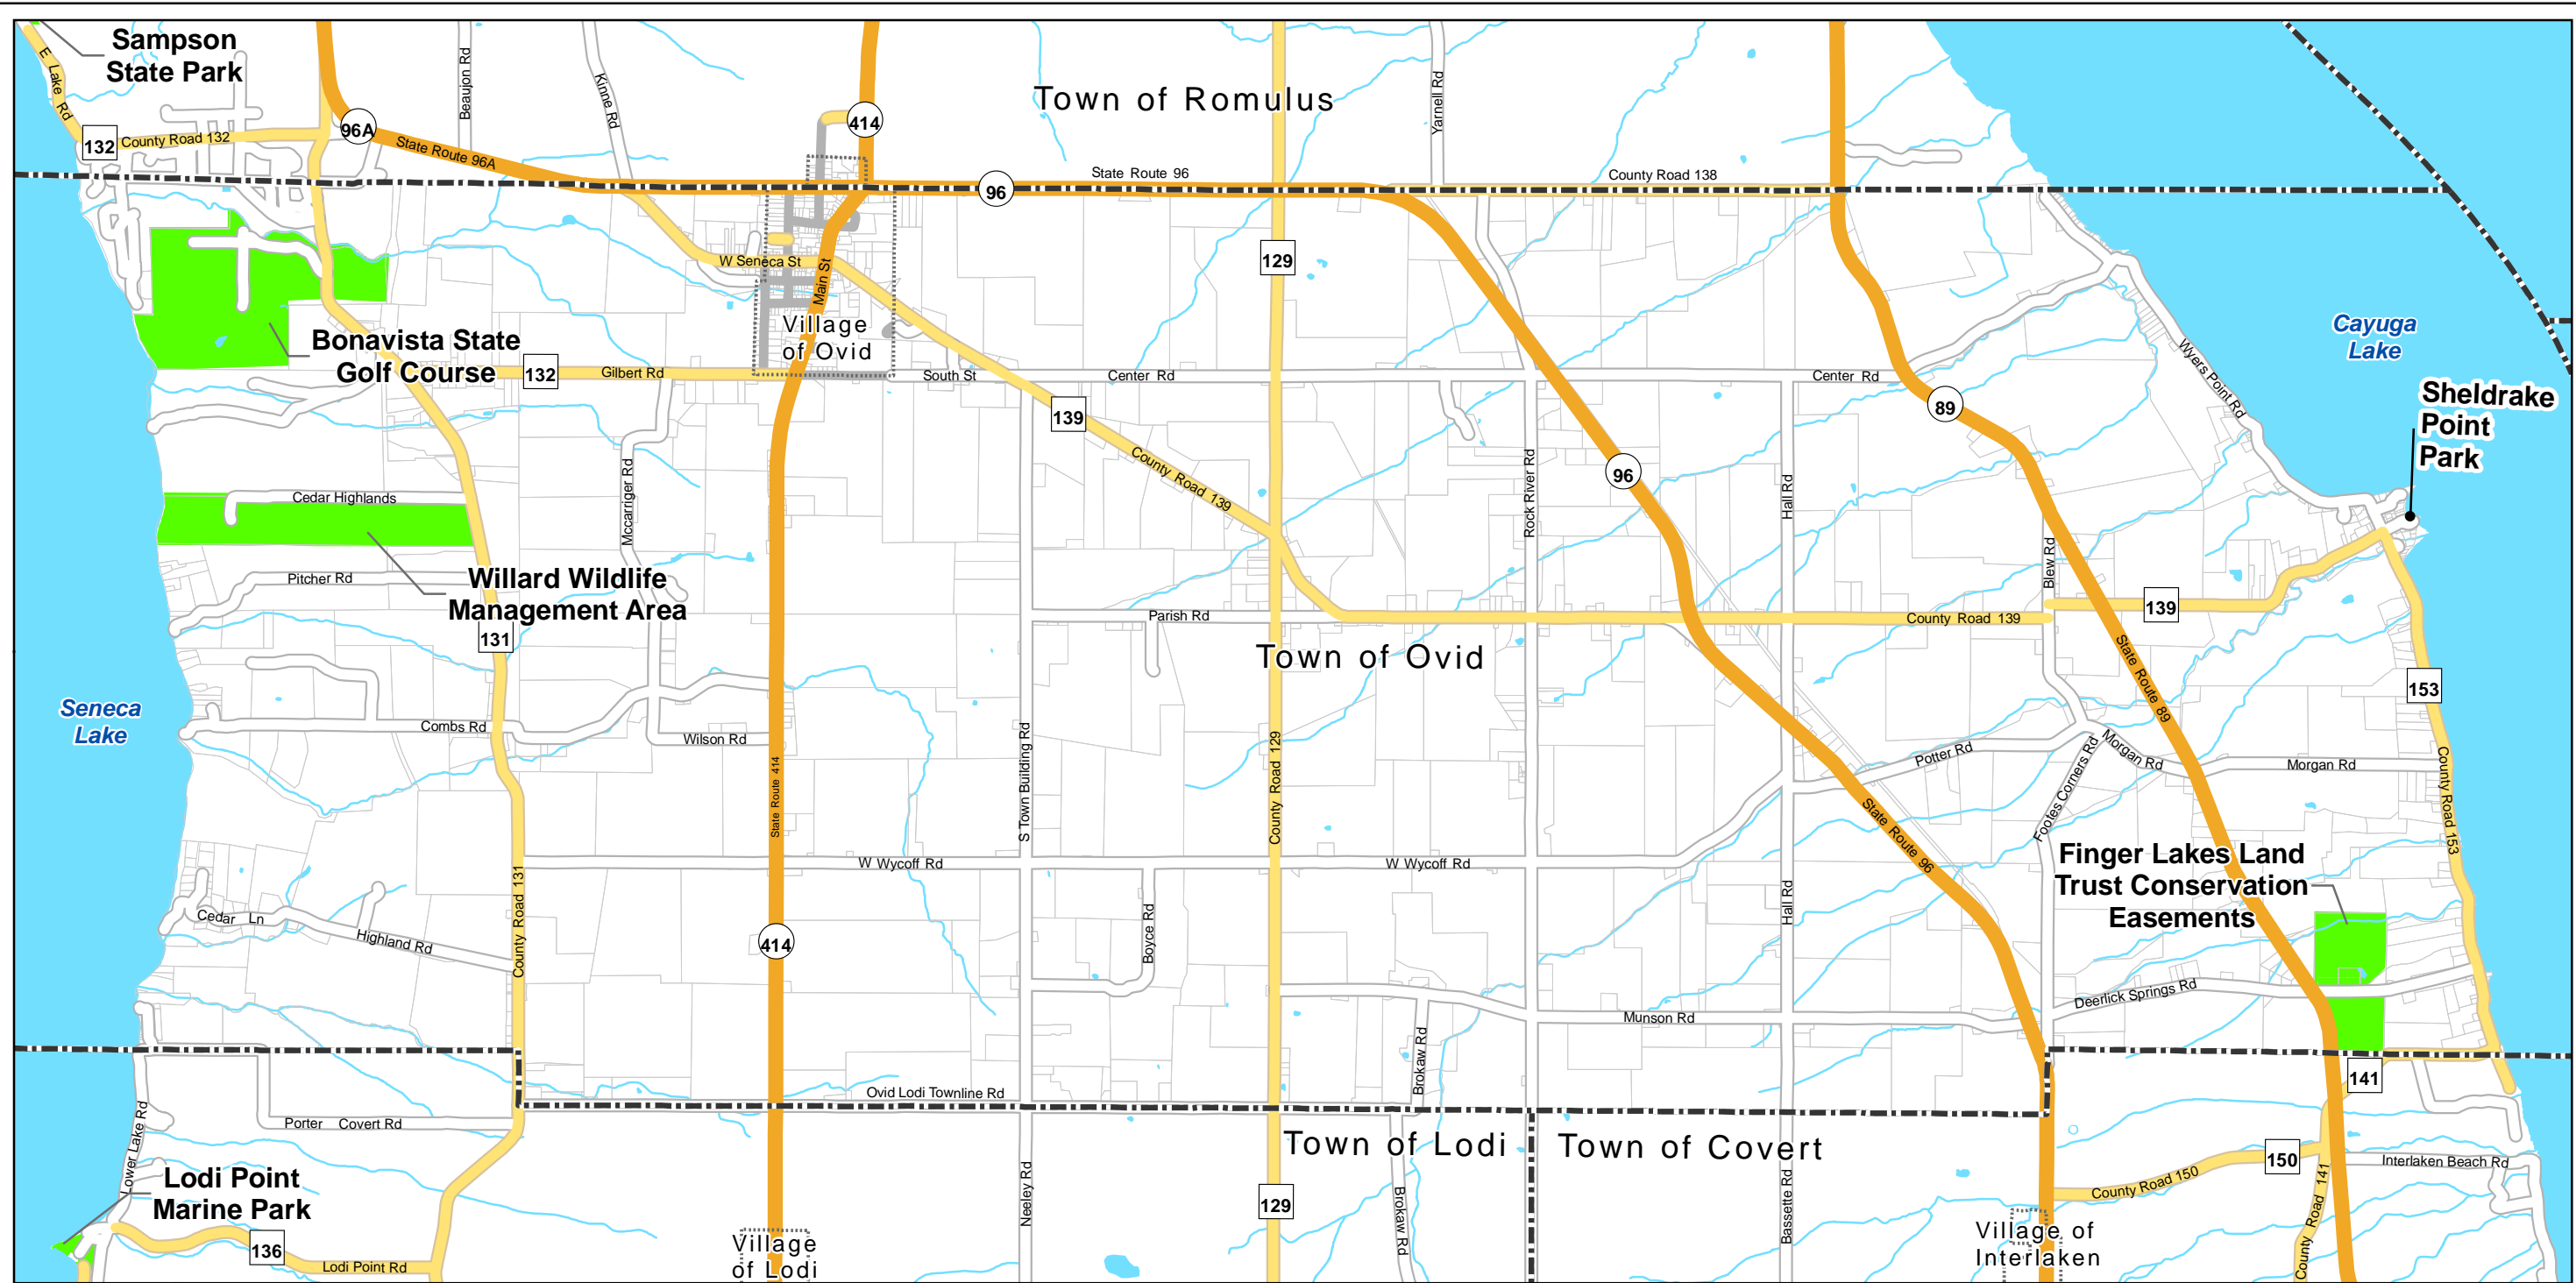 Sampson
State Park
E Lake Rd
132
County Road 132
96A
State Route 96A
Beaujon Rd
Kinne Rd
414
Town of Romulus
Yarnell Rd
96
State Route 96
County Road 138
W Seneca St
Main St
Village
of Ovid
129
Cayuga
Lake
Wyers Point Rd
Bonavista State
Golf Course
132
Gilbert Rd
South St
Center Rd
Center Rd
89
Sheldrake
Point
Park
139
County Road 139
96
Cedar Highlands
Mccarriger Rd
Rock River Rd
Hall Rd
Blew Rd
Pitcher Rd
Willard Wildlife
Management Area
131
Parish Rd
County Road 139
139
Town of Ovid
State Route 89
153
Seneca
Lake
Combs Rd
Wilson Rd
State Route 414
S Town Building Rd
County Road 129
Potter Rd
Morgan Rd
Morgan Rd
Footes Corners Rd
County Road 153
State Route 96
W Wycoff Rd
W Wycoff Rd
Finger Lakes Land
Trust Conservation
Easements
County Road 131
Cedar Ln
Highland Rd
414
Boyce Rd
Hall Rd
Deerlick Springs Rd
Munson Rd
Brokaw Rd
141
Ovid Lodi Townline Rd
Porter Covert Rd
Lower Lake Rd
Town of Lodi
Town of Covert
150
County Road 150
Interlaken Beach Rd
County Road 141
Lodi Point
Marine Park
Neeley Rd
129
Brokaw Rd
Bassette Rd
136
Lodi Point Rd
Village
of Lodi
Village of
Interlaken